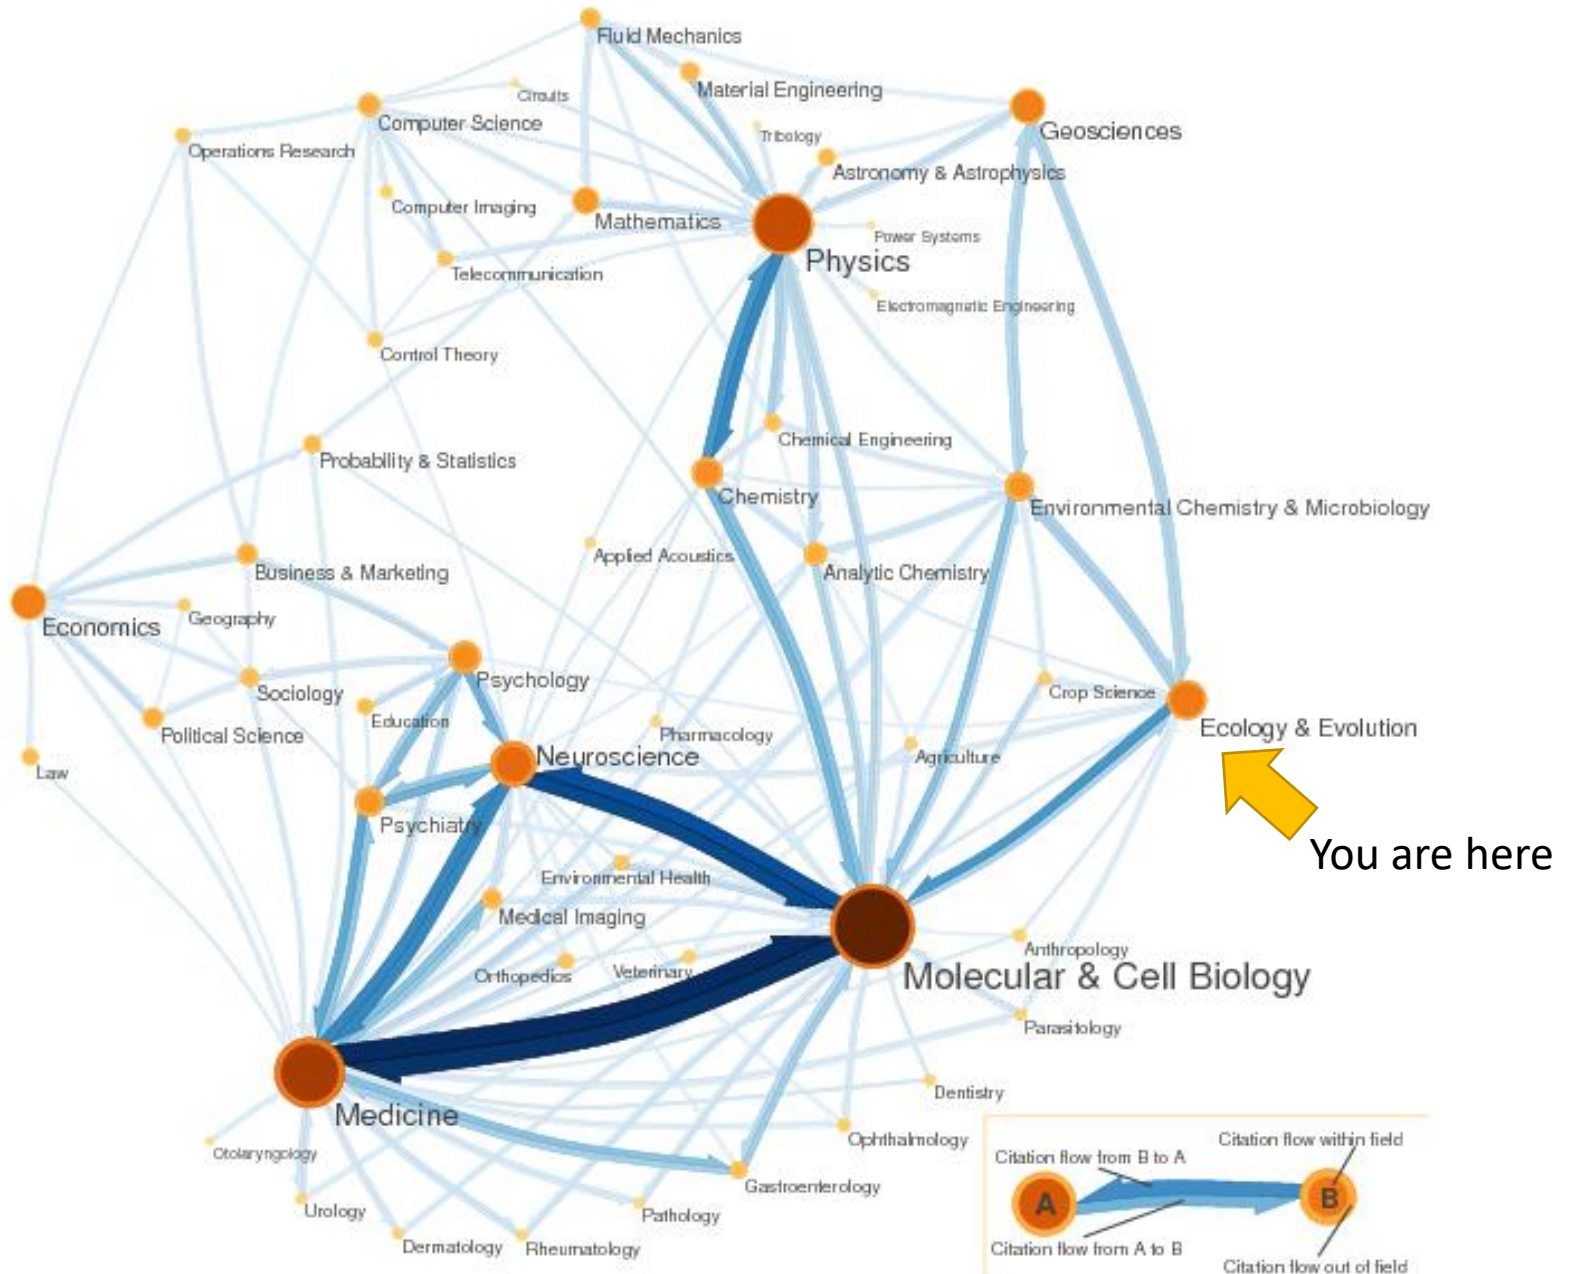 Fluid Mechanics
Material Engineering
Circuits
Computer Science
Tribology
Geosciences
Operations Research
Astronomy & Astrophysics
Computer Imaging
Mathematics
Power Systems
Physics
Telecommunication
Electromagnetic Engineering
Control Theory
Chemical Engineering
Probability & Statistics
Chemistry
Environmental Chemistry & Microbiology
Applied Acoustics
Business & Marketing
Analytic Chemistry
Geography
Economics
Psychology
Sociology
Crop Science
Education
Ecology & Evolution
Political Science
Pharmacology
Neuroscience
Agriculture
Law
Psychiatry
You are here
Environmental Health
Medical Imaging
Anthropology
Orthopedics
Veterinary
Molecular & Cell Biology
Parasitology
Dentistry
Medicine
Ophthalmology
Otolaryngology
Gastroenterology
Urology
Pathology
Dermatology
Rheumatology
Citation flow within field
Citation flow from B to A
A
B
Citation flow from A to B
Citation flow out of field